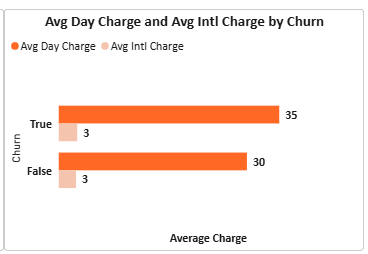 Avg Day Charge and Avg Intl Charge by Churn
Avg Day Charge Avg Intl Charge
Churn
True
35
3
False
30
3
Average Charge